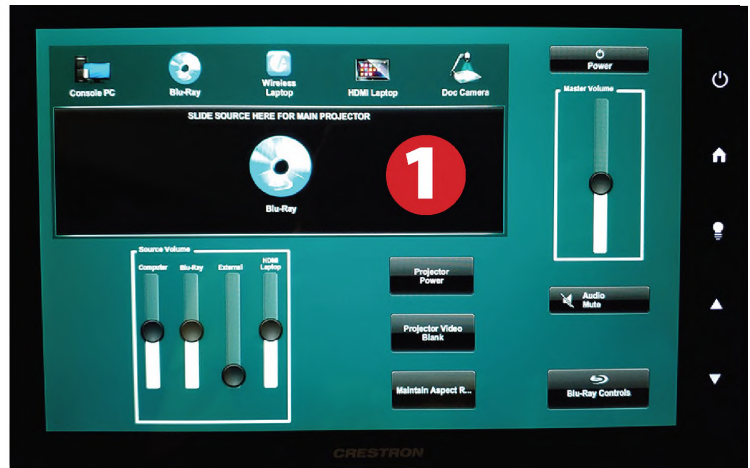 Console PC
Blu-Ray
Wireless
Laptop
HDMI Laptop
Doc Camera
Power
SLIDE SOURCE HERE FOR MAIN PROJECTOR
Blu-Ray
1
Master Volume
Source Volume
Computer
Blu-Ray
External
HDMI
Laptop
Projector
Power
Projector Video
Blank
Maintain Aspect R...
Audio
Mute
Blu-Ray Controls
CRESTRON